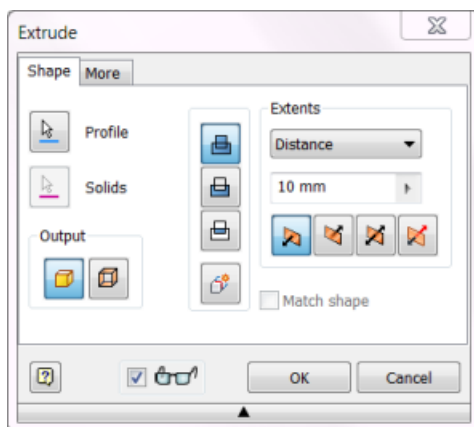 Extrude
Shape
More
Profile
Solids
Output
Extents
Distance
10 mm
Match shape
?
OK
Cancel